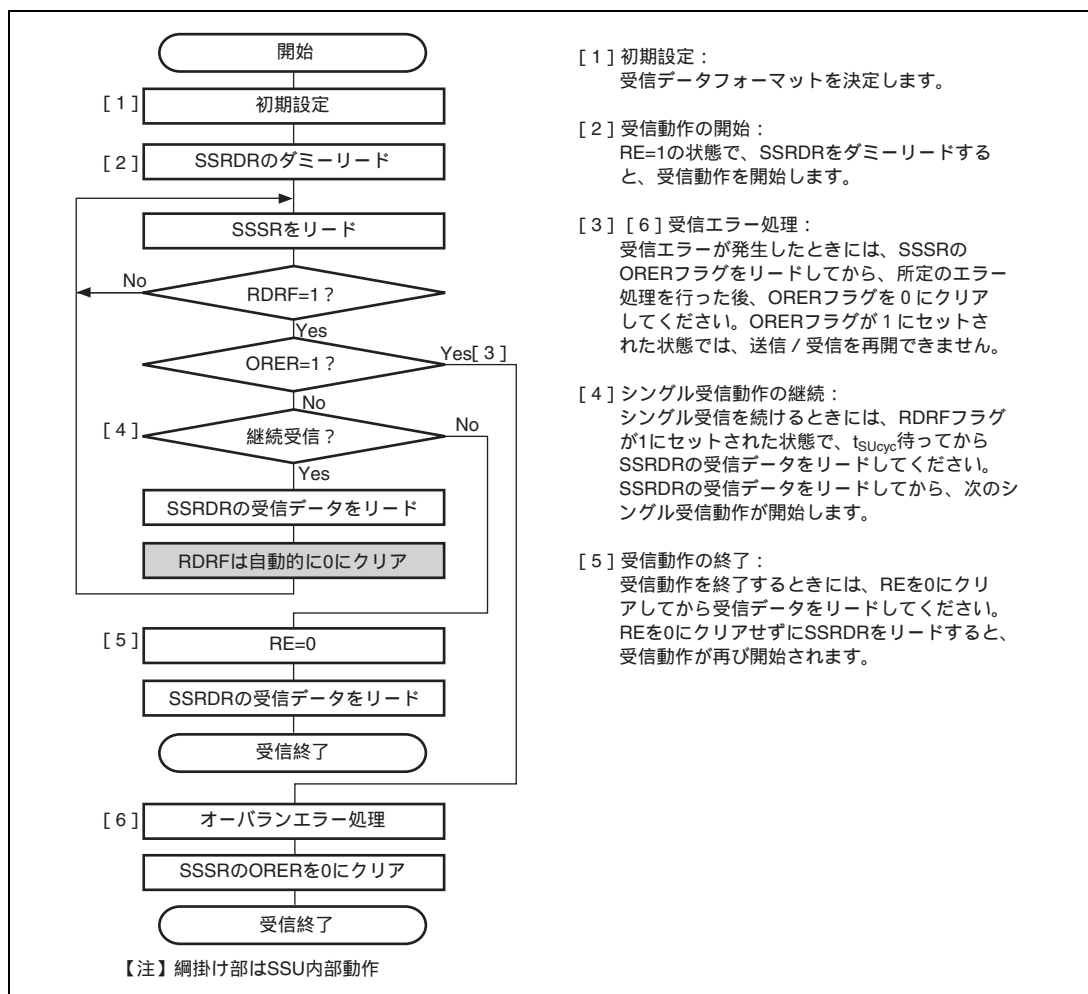 開始
[ 1 ] 初期設定
[ 2 ] SSRDRのダミーリード
SSSRをリード
No
RDRF=1 ?
Yes
ORER=1 ?
Yes[ 3 ]
No
[ 4 ] 継続受信 ?
No
Yes
SSRDRの受信データをリード
RDRFは自動的に0にクリア
[ 5 ] RE=0
SSRDRの受信データをリード
受信終了
[ 6 ] オーバランエラー処理
SSSRのORERを0にクリア
受信終了
【注】網掛け部はSSU内部動作
[ 1 ] 初期設定 :
受信データフォーマットを決定します。
[ 2 ] 受信動作の開始 :
RE=1の状態で、SSRDRをダミーリードする
と、受信動作を開始します。
[ 3 ] [ 6 ] 受信エラー処理 :
受信エラーが発生したときには、SSSRの
ORERフラグをリードしてから、所定のエラー
処理を行った後、ORERフラグを 0 にクリア
してください。ORERフラグが 1 にセットさ
れた状態では、送信 / 受信を再開できません。
[ 4 ] シングル受信動作の継続 :
シングル受信を続けるときには、RDRFフラグ
が1にセットされた状態で、tSUcyc待ってから
SSRDRの受信データをリードしてください。
SSRDRの受信データをリードしてから、次のシ
ングル受信動作が開始します。
[ 5 ] 受信動作の終了 :
受信動作を終了するときには、REを0にクリ
アしてから受信データをリードしてください。
REを0にクリアせずにSSRDRをリードすると、
受信動作が再び開始されます。